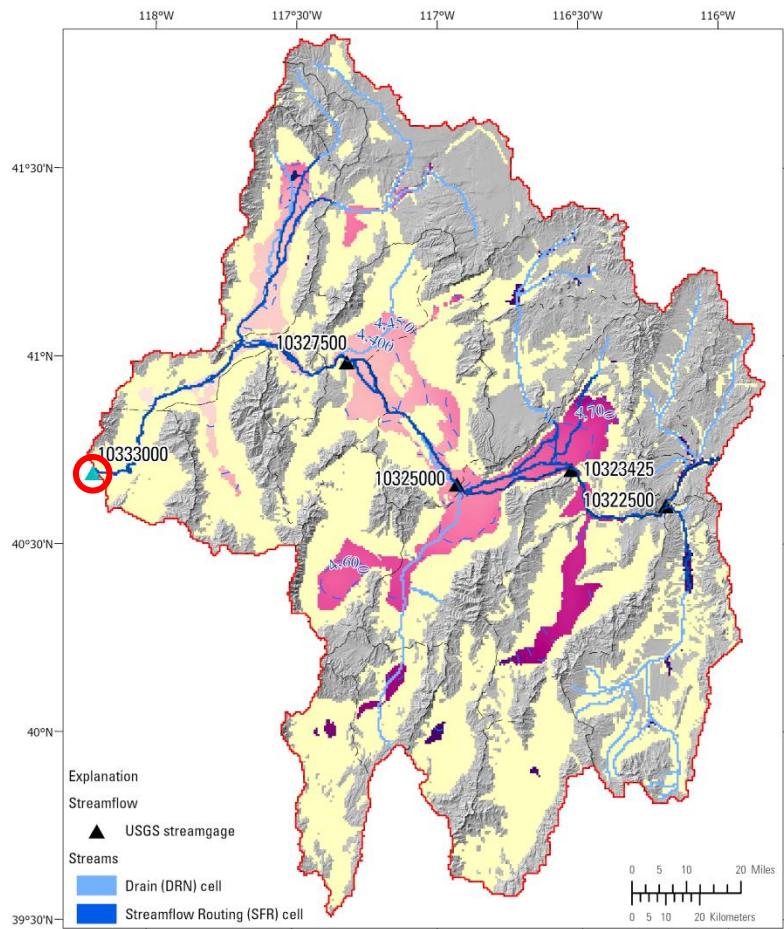 118°W
117°30'W
117°W
116°30'W
116°W
41°30'N
41°N
40°30'N
40°N
39°30'N
4,450
4,400
10327500
10333000
4,700
10325000
10323425
10322500
4,600
Explanation
Streamflow
USGS streamgage
Streams
Drain (DRN) cell
Streamflow Routing (SFR) cell
0 5 10 20 Miles
0 5 10 20 Kilometers